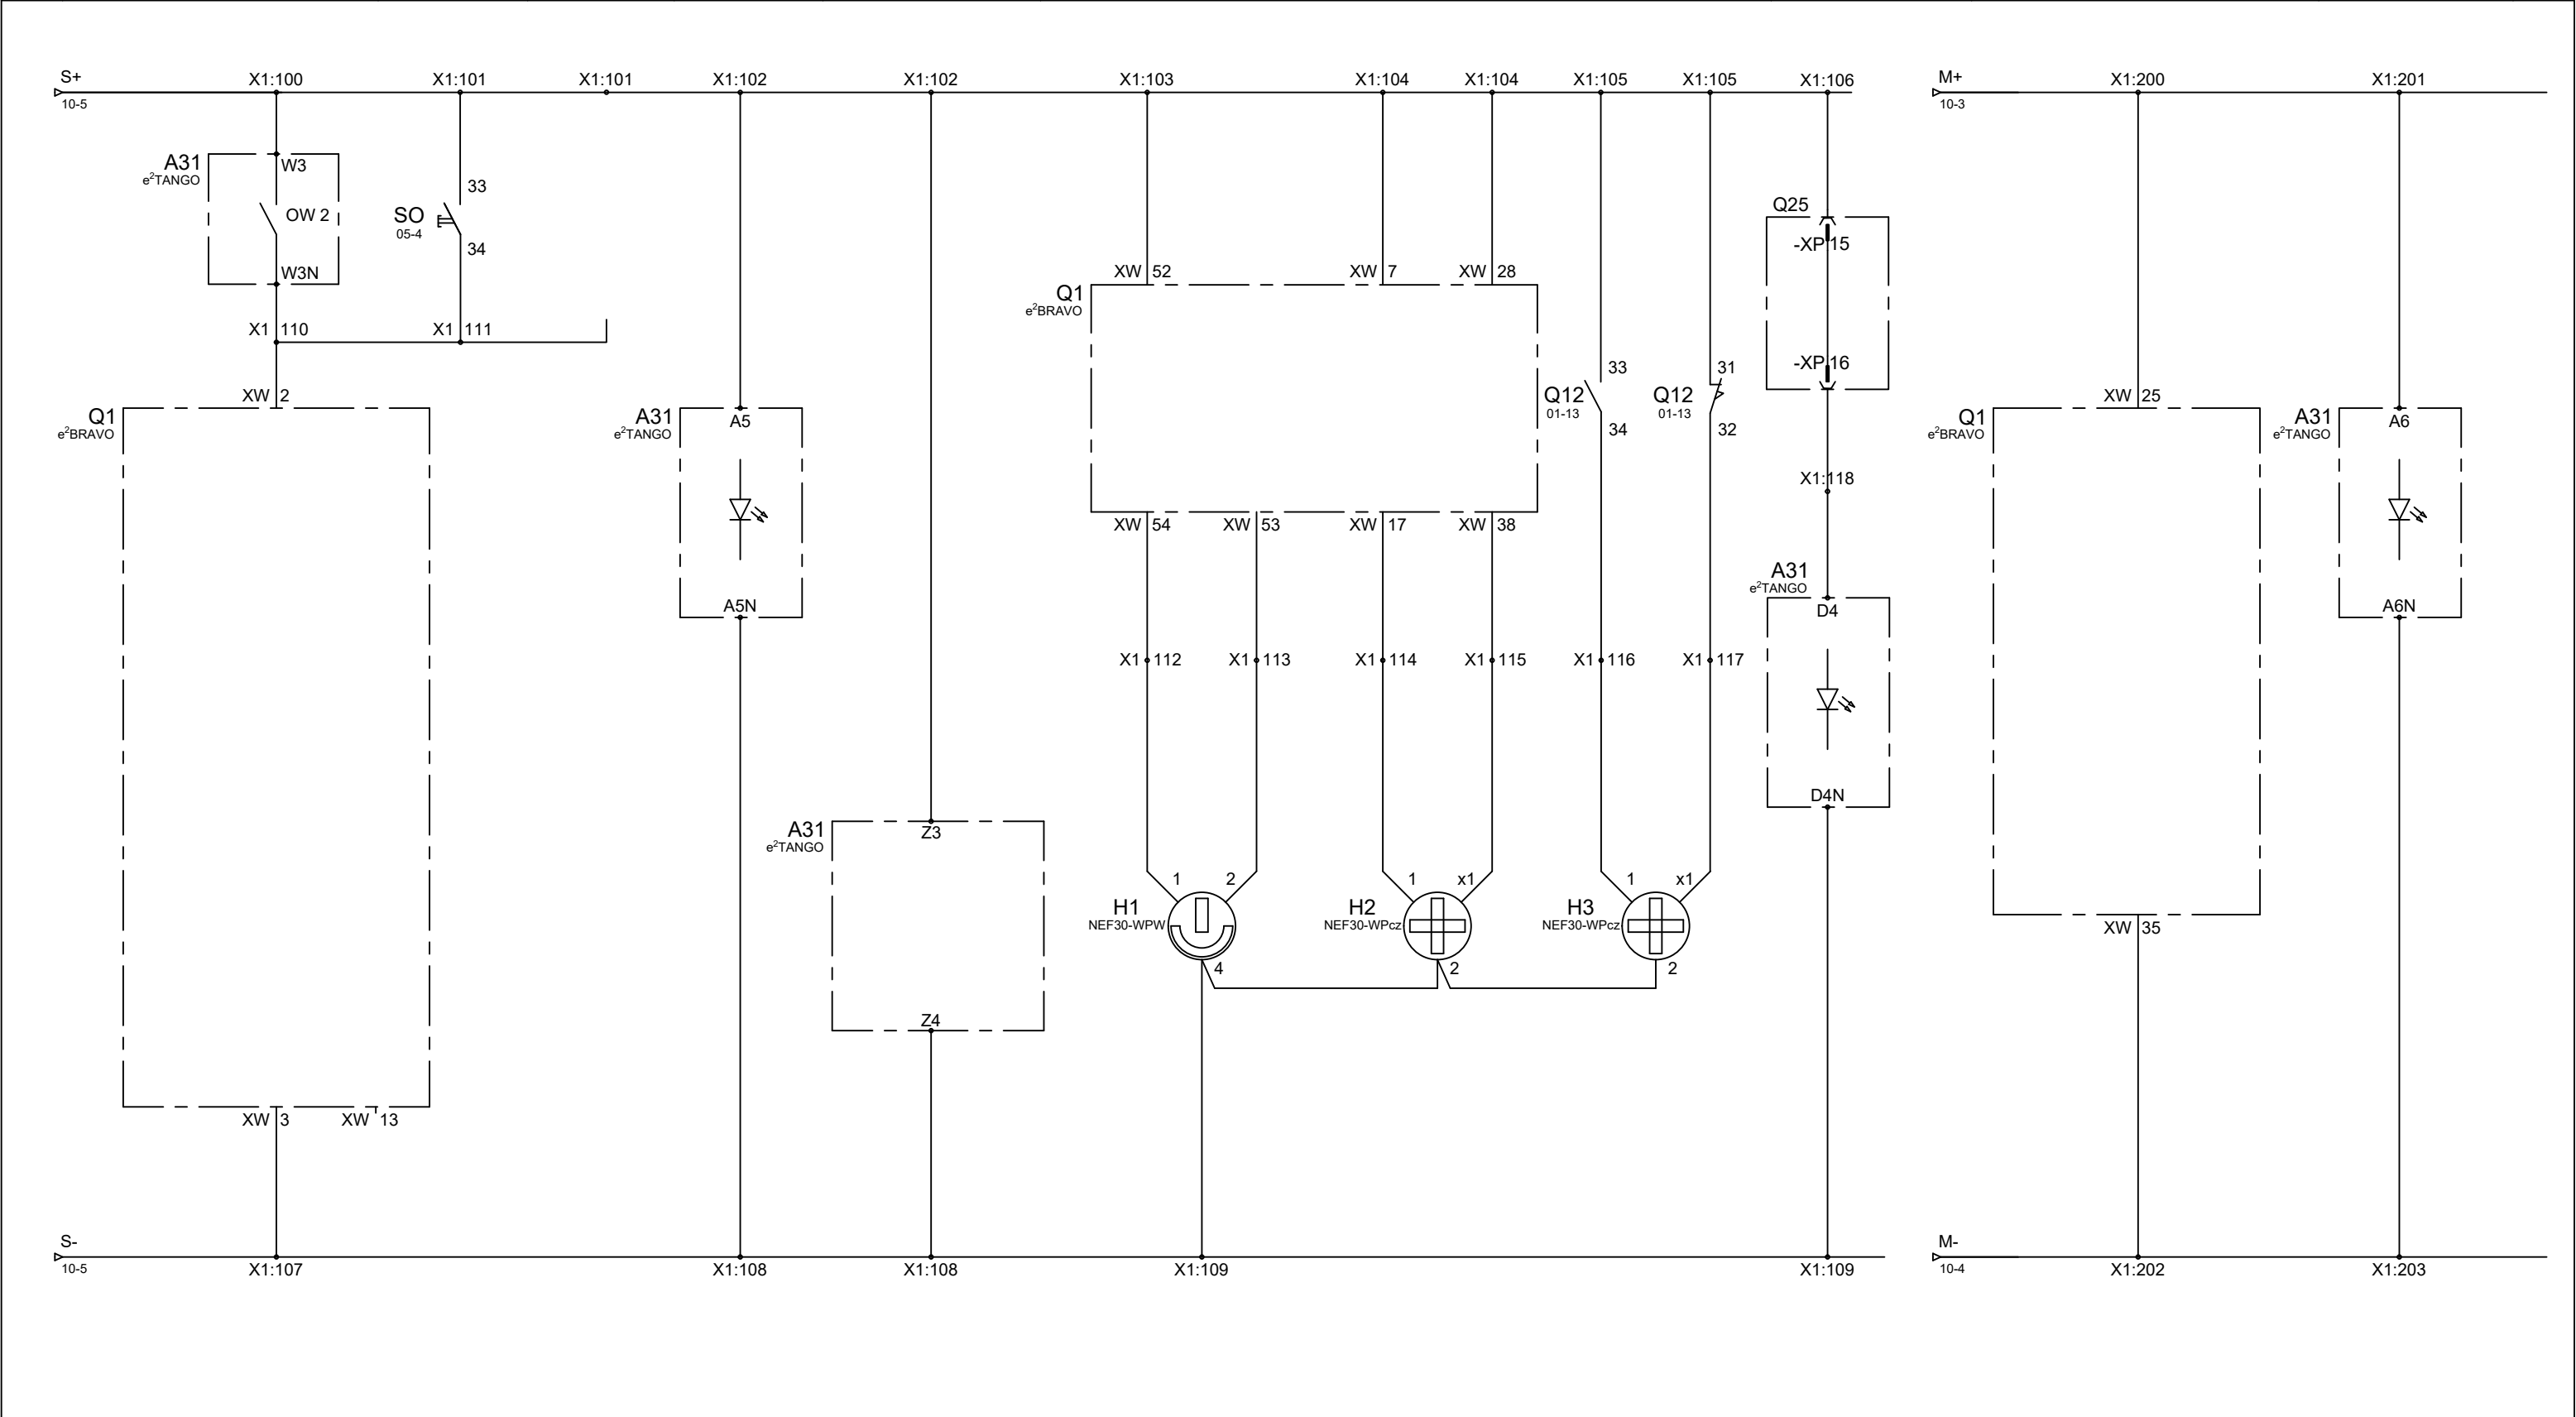 S+ X1:100 X1:101 X1:101 X1:102 X1:102 X1:103 X1:104 X1:104 X1:105 X1:105 X1:106 M+ X1:200 X1:201
10-5 10-3
A31 W3
e²TANGO
OW 2
W3N
33
SO
05-4
34
X1 110 X1 111
XW 2
Q1
e²BRAVO
XW 3 XW 13
A31
e²TANGO
A5
A5N
A31
e²TANGO
Z3
Z4
XW 52 XW 7 XW 28
Q1
e²BRAVO
XW 54 XW 53 XW 17 XW 38
33 31
Q12 Q12
01-13 01-13
34 32
X1 112 X1 113 X1 114 X1 115 X1 116 X1 117
1 2 1 x1 1 x1
H1 H2 H3
NEF30-WPW NEF30-WPcz NEF30-WPcz
4 2 2
Q25
-XP 15
-XP 16
X1:118
A31
e²TANGO
D4
D4N
XW 25
Q1
e²BRAVO
XW 35
A31
e²TANGO
A6
A6N
S- M-
10-5 X1:107 X1:108 X1:108 X1:109 X1:109 10-4 X1:202 X1:203